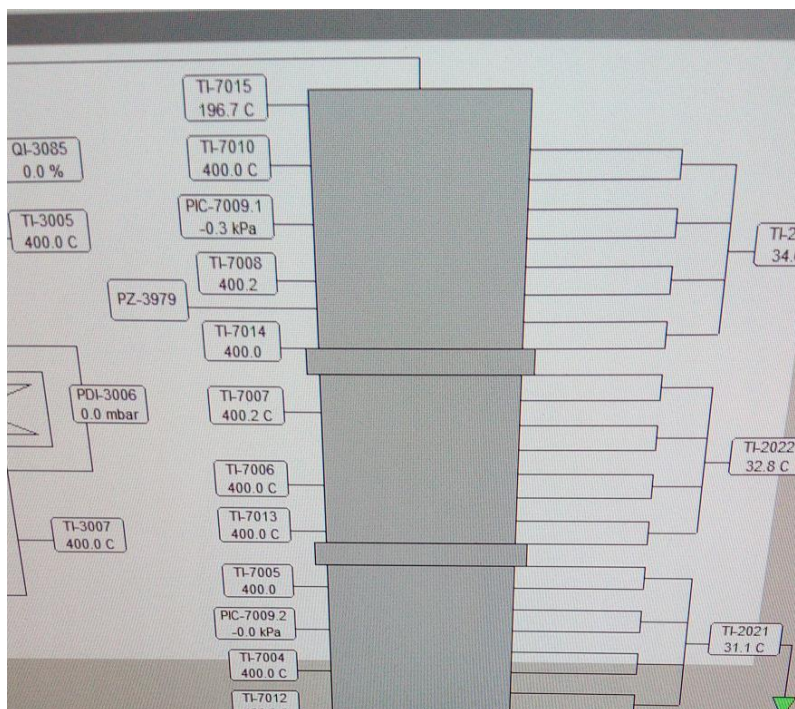 TI-7015
196.7 C
QI-3085
0.0 %
TI-7010
400.0 C
TI-3005
400.0 C
PIC-7009.1
-0.3 kPa
TI-7008
400.2
PZ-3979
TI-7014
400.0
PDI-3006
0.0 mbar
TI-7007
400.2 C
TI-2022
32.8 C
TI-7006
400.0 C
TI-3007
400.0 C
TI-7013
400.0 C
TI-7005
400.0
PIC-7009.2
-0.0 kPa
TI-2021
31.1 C
TI-7004
400.0 C
TI-7012